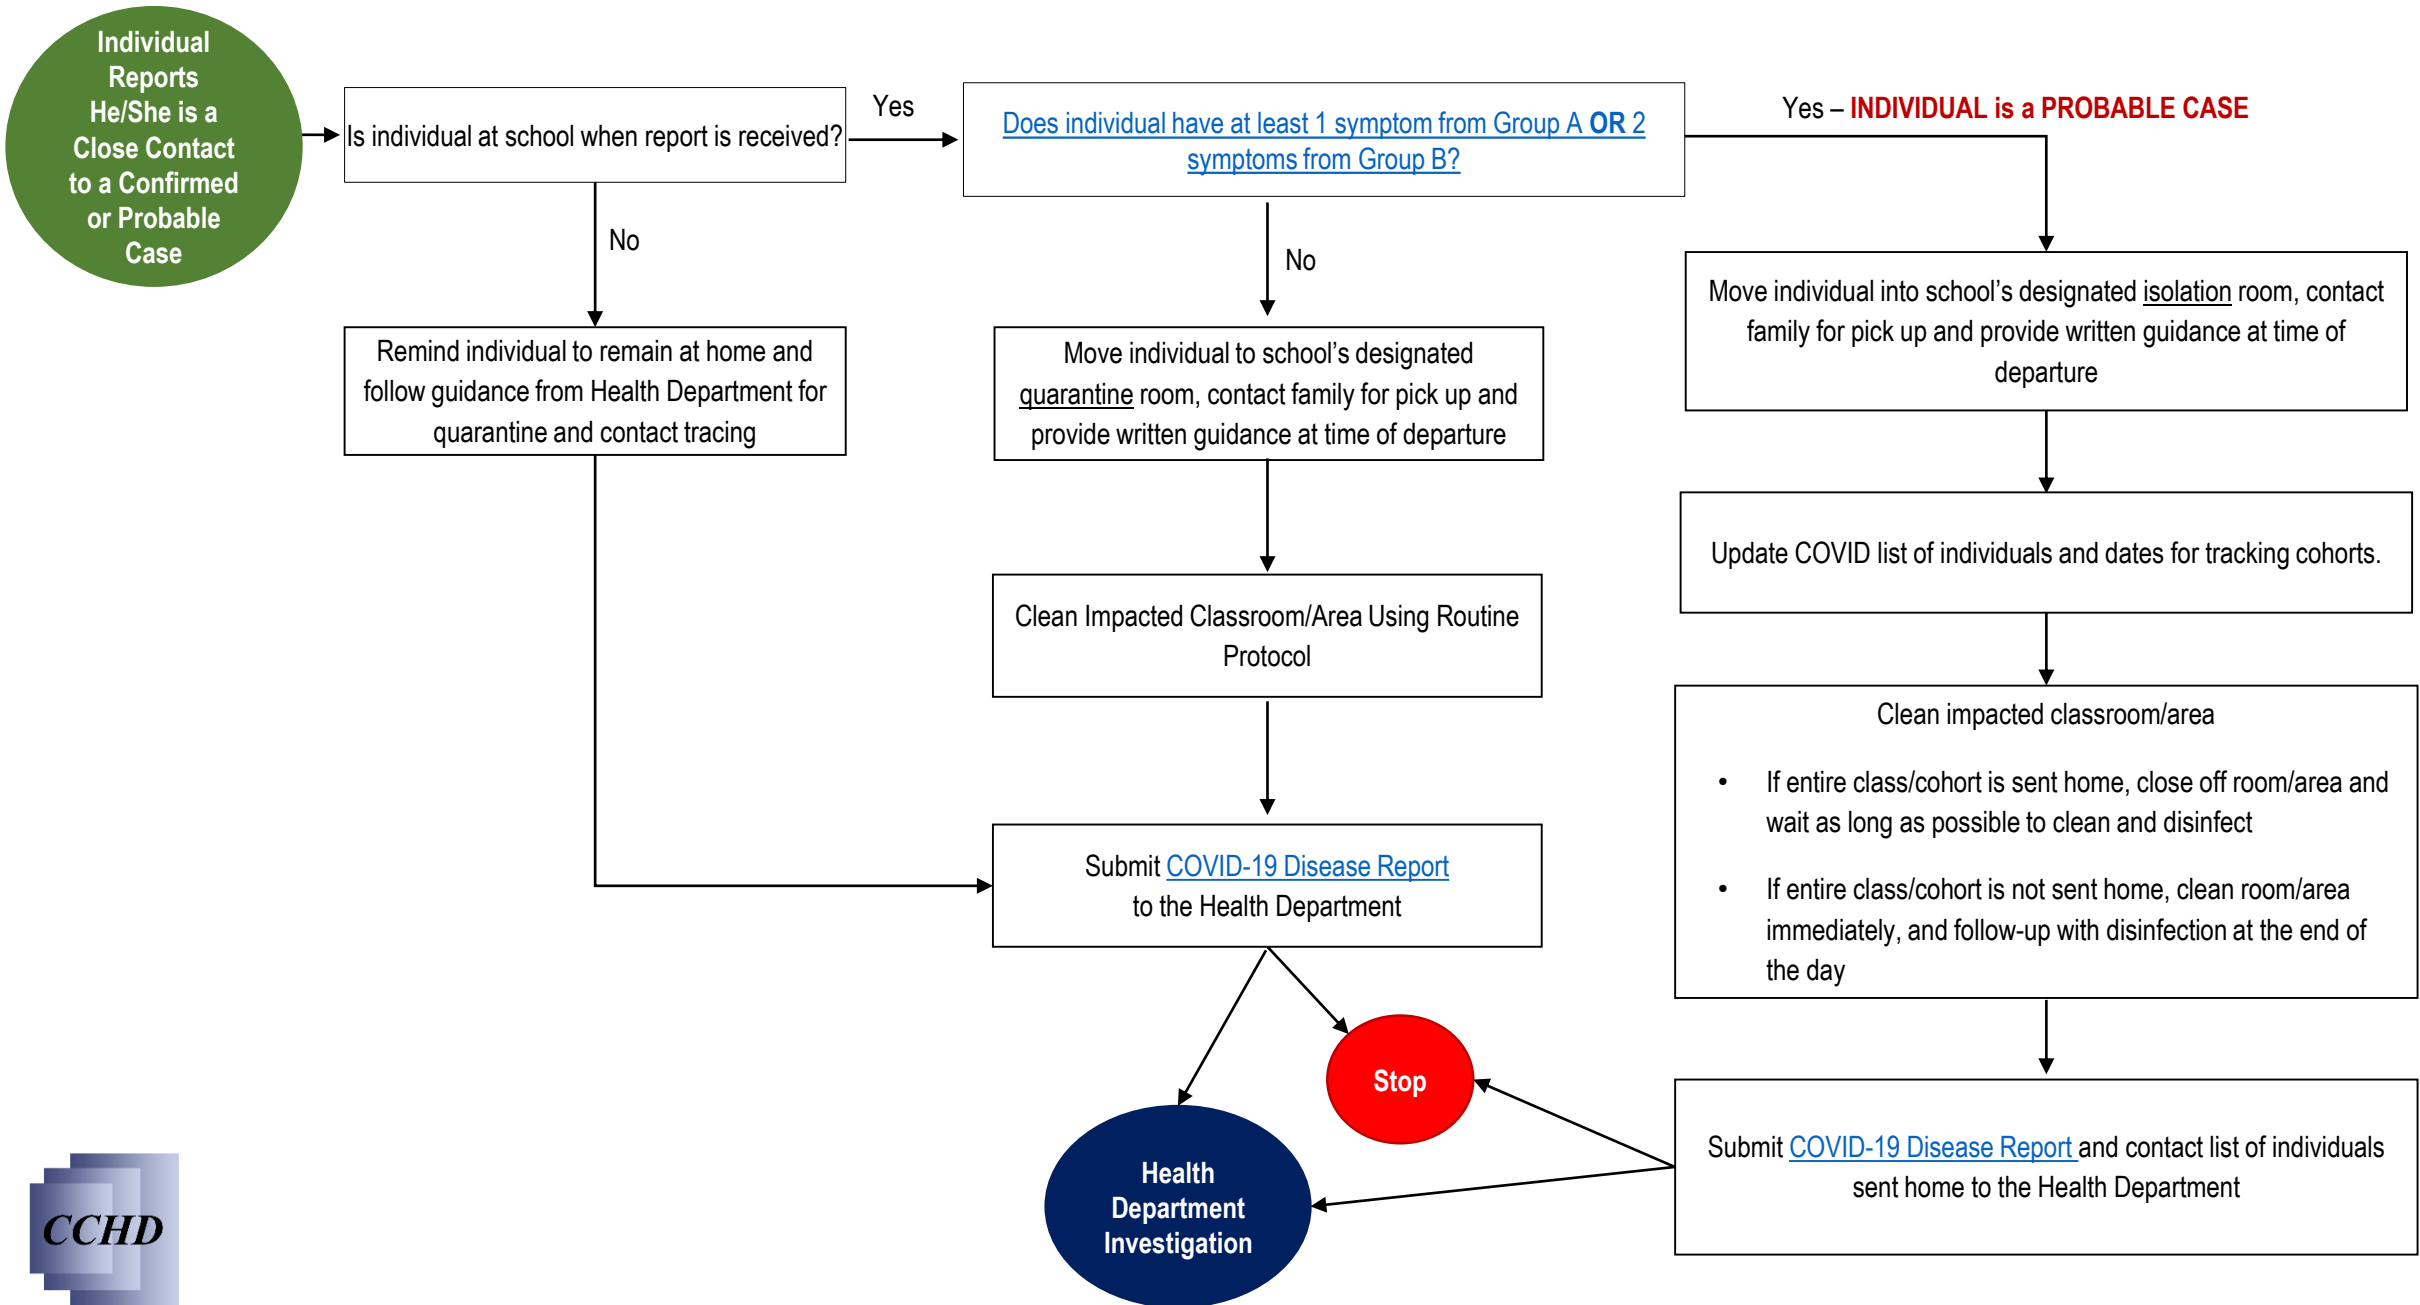 Individual
Reports
He/She is a
Close Contact
to a Confirmed
or Probable
Case
Is individual at school when report is received?
Yes
No
Does individual have at least 1 symptom from Group A OR 2
symptoms from Group B?
Yes – INDIVIDUAL is a PROBABLE CASE
No
Remind individual to remain at home and
follow guidance from Health Department for
quarantine and contact tracing
Move individual to school’s designated
quarantine room, contact family for pick up and
provide written guidance at time of departure
Move individual into school’s designated isolation room, contact
family for pick up and provide written guidance at time of
departure
Clean Impacted Classroom/Area Using Routine
Protocol
Update COVID list of individuals and dates for tracking cohorts.
Clean impacted classroom/area
• If entire class/cohort is sent home, close off room/area and
wait as long as possible to clean and disinfect
• If entire class/cohort is not sent home, clean room/area
immediately, and follow-up with disinfection at the end of
the day
Submit COVID-19 Disease Report
to the Health Department
Stop
Submit COVID-19 Disease Report and contact list of individuals
sent home to the Health Department
Health
Department
Investigation
CCHD